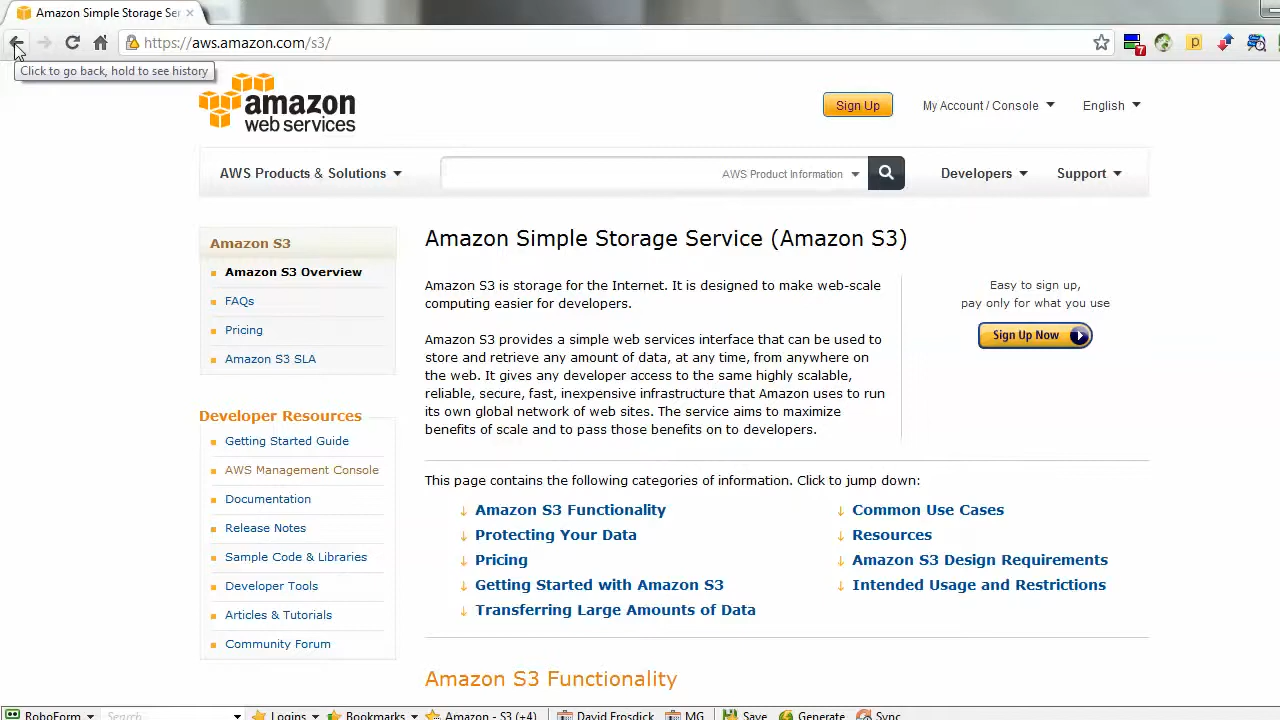 Amazon Simple Storage Ser
https://aws.amazon.com/s3/
7
p
Click to go back, hold to see history
amazon
web services
Sign Up
My Account / Console
English
AWS Products & Solutions
AWS Product Information
Developers
Support
Amazon S3
Amazon S3 Overview
FAQs
Pricing
Amazon S3 SLA
Developer Resources
Getting Started Guide
AWS Management Console
Documentation
Release Notes
Sample Code & Libraries
Developer Tools
Articles & Tutorials
Community Forum
Amazon Simple Storage Service (Amazon S3)
Amazon S3 is storage for the Internet. It is designed to make web-scale
computing easier for developers.
Amazon S3 provides a simple web services interface that can be used to
store and retrieve any amount of data, at any time, from anywhere on
the web. It gives any developer access to the same highly scalable,
reliable, secure, fast, inexpensive infrastructure that Amazon uses to run
its own global network of web sites. The service aims to maximize
benefits of scale and to pass those benefits on to developers.
Easy to sign up,
pay only for what you use
Sign Up Now
This page contains the following categories of information. Click to jump down:
Amazon S3 Functionality
Protecting Your Data
Pricing
Getting Started with Amazon S3
Transferring Large Amounts of Data
Common Use Cases
Resources
Amazon S3 Design Requirements
Intended Usage and Restrictions
Amazon S3 Functionality
RoboForm
Search
Logins
Bookmarks
Amazon - S3 (+4)
David Frosdick
MG
Save
Generate
Sync